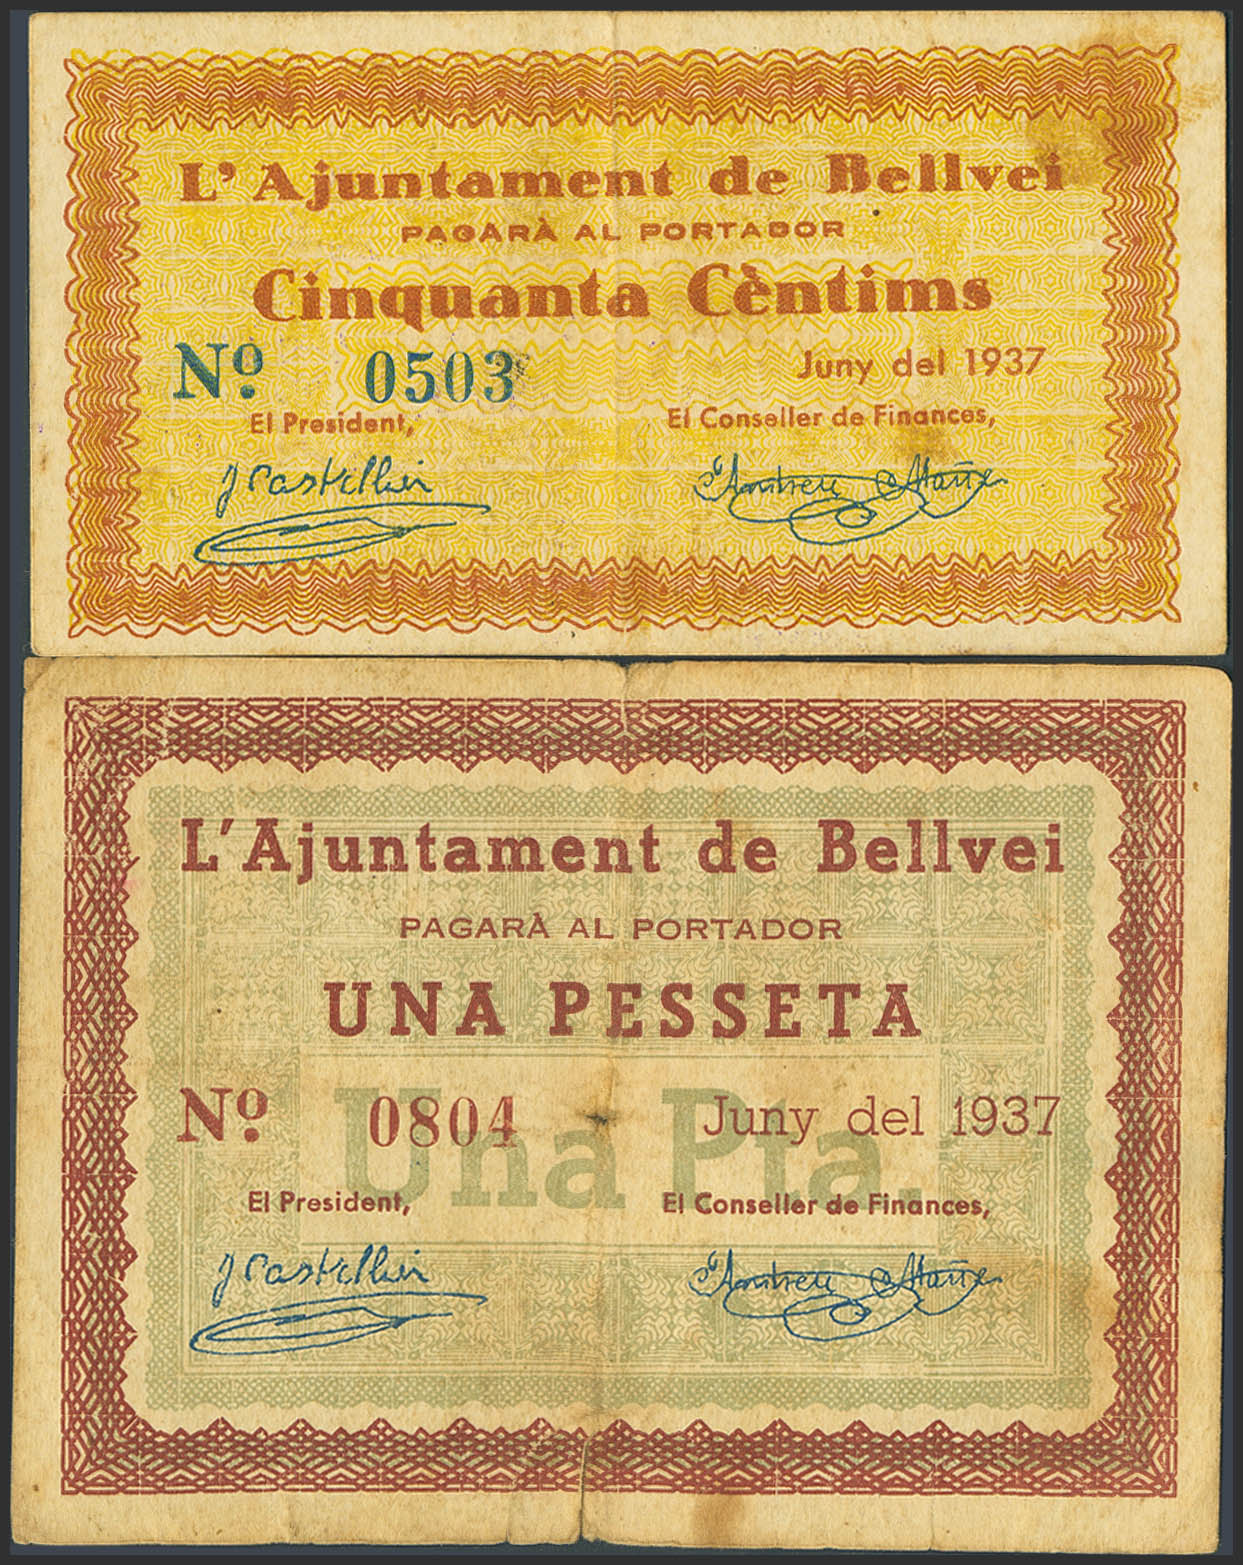 L'Ajuntament de Bellvei
PAGARÀ AL PORTADOR
Cinquanta Cèntims
Nº. 0503 Juny del 1937
El President, El Conseller de Finances,
J Castellví
L'Ajuntament de Bellvei
PAGARÀ AL PORTADOR
UNA PESSETA
Nº. 0804 Juny del 1937
Una Pta.
El President, El Conseller de Finances,
J Castellví